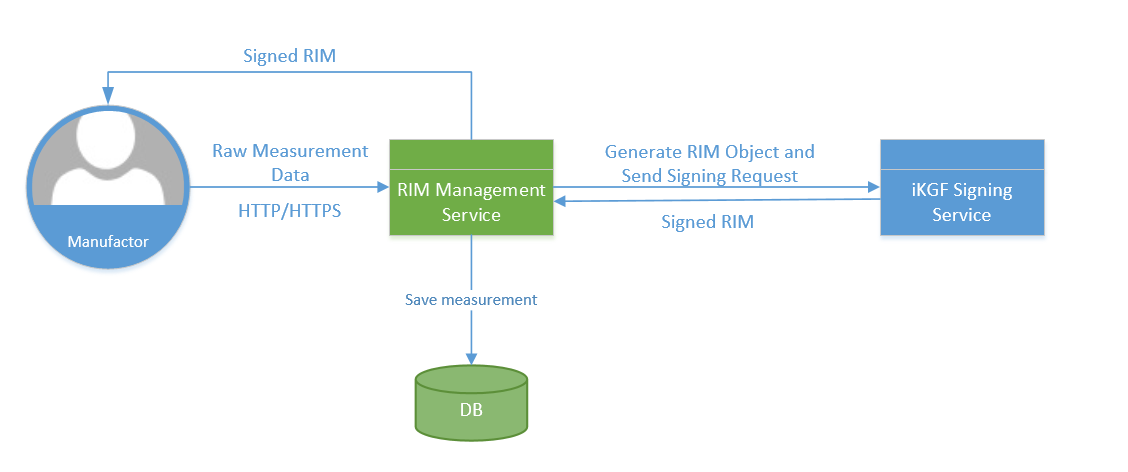 Signed RIM
Raw Measurement
Data
HTTP/HTTPS
Manufactor
RIM Management
Service
Generate RIM Object and
Send Signing Request
Signed RIM
iKGF Signing
Service
Save measurement
DB